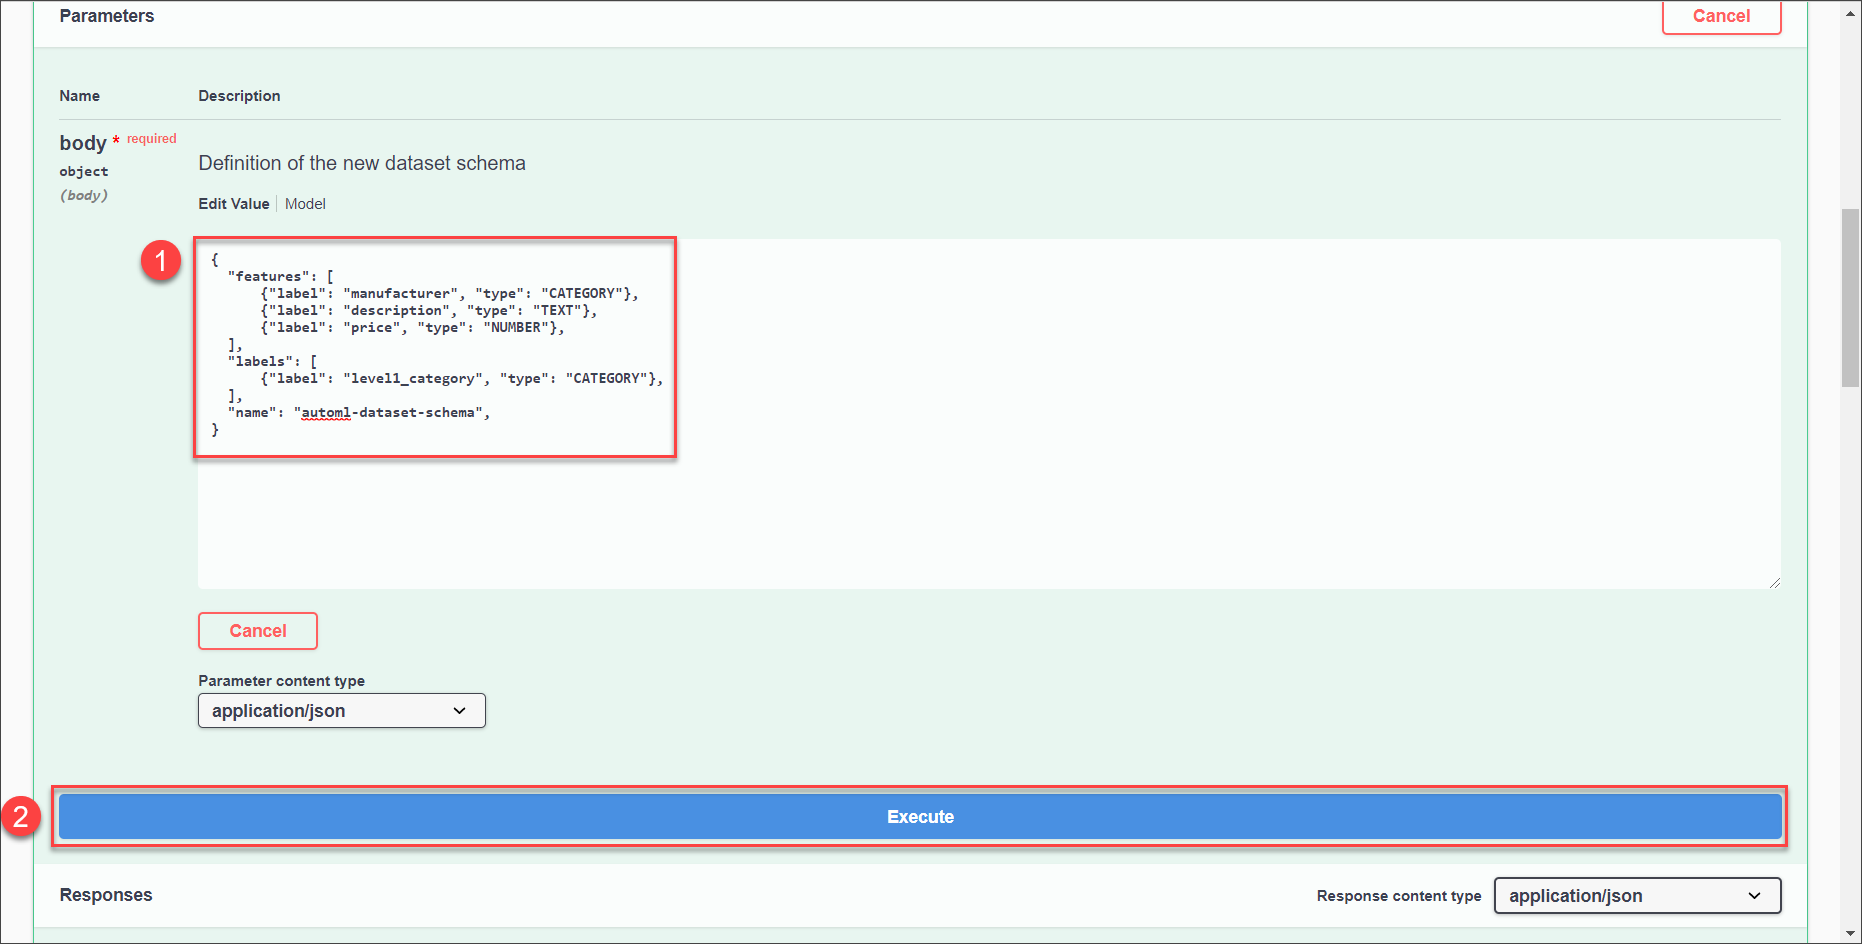 Parameters
Cancel
Name Description
body * required
object
(body)
Definition of the new dataset schema
Edit Value | Model
1
{
  "features": [
      {"label": "manufacturer", "type": "CATEGORY"},
      {"label": "description", "type": "TEXT"},
      {"label": "price", "type": "NUMBER"},
  ],
  "labels": [
      {"label": "level1_category", "type": "CATEGORY"},
  ],
  "name": "automl-dataset-schema",
}
Cancel
Parameter content type
application/json
2
Execute
Responses
Response content type application/json